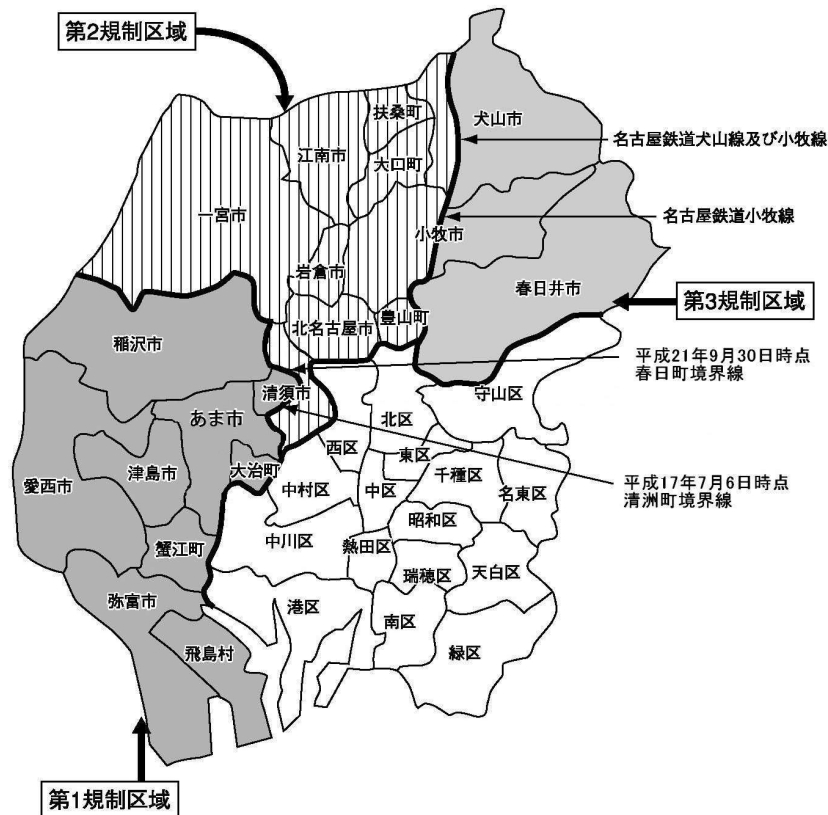 第2規制区域
扶桑町
犬山市
江南市
大口町
名古屋鉄道犬山線及び小牧線
一宮市
名古屋鉄道小牧線
小牧市
岩倉市
春日井市
第3規制区域
北名古屋市
豊山町
稲沢市
平成21年9月30日時点
春日町境界線
清須市
守山区
あま市
北区
西区
東区
津島市
大治町
千種区
愛西市
中村区
中区
名東区
平成17年7月6日時点
清洲町境界線
昭和区
蟹江町
中川区
熱田区
瑞穂区
天白区
弥富市
港区
南区
飛島村
緑区
第1規制区域